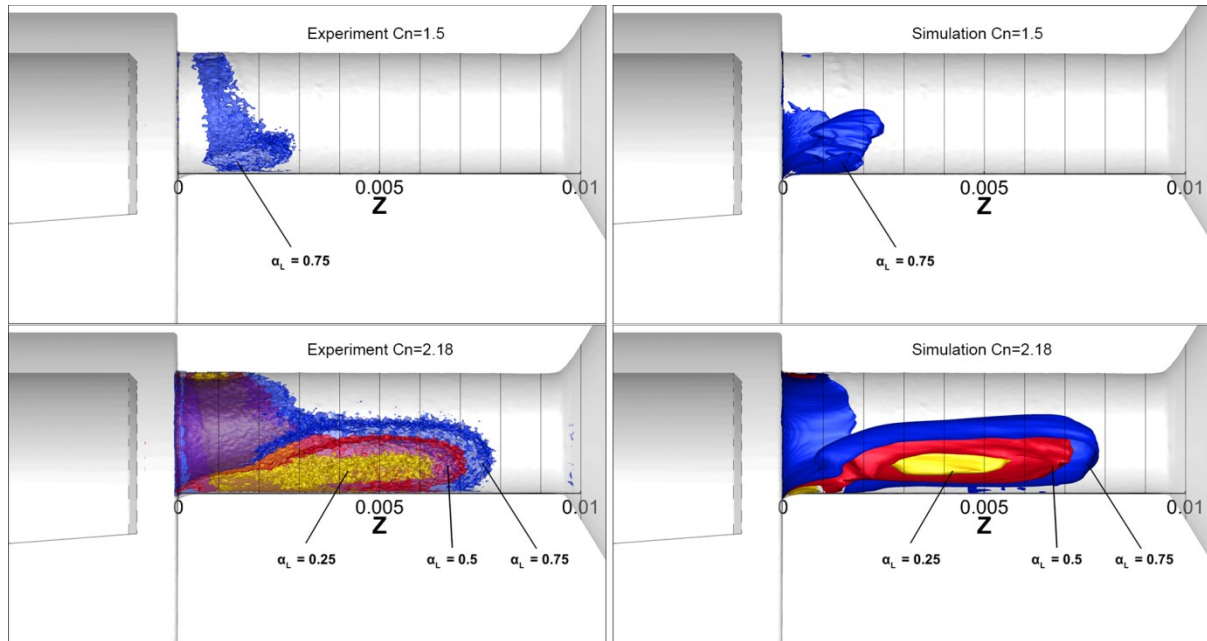 Experiment Cn=1.5
0 0.005 0.01
Z
α_L = 0.75
Simulation Cn=1.5
0 0.005 0.01
Z
α_L = 0.75
Experiment Cn=2.18
0 0.005 0.01
Z
α_L = 0.25 α_L = 0.5 α_L = 0.75
Simulation Cn=2.18
0 0.005 0.01
Z
α_L = 0.25 α_L = 0.5 α_L = 0.75